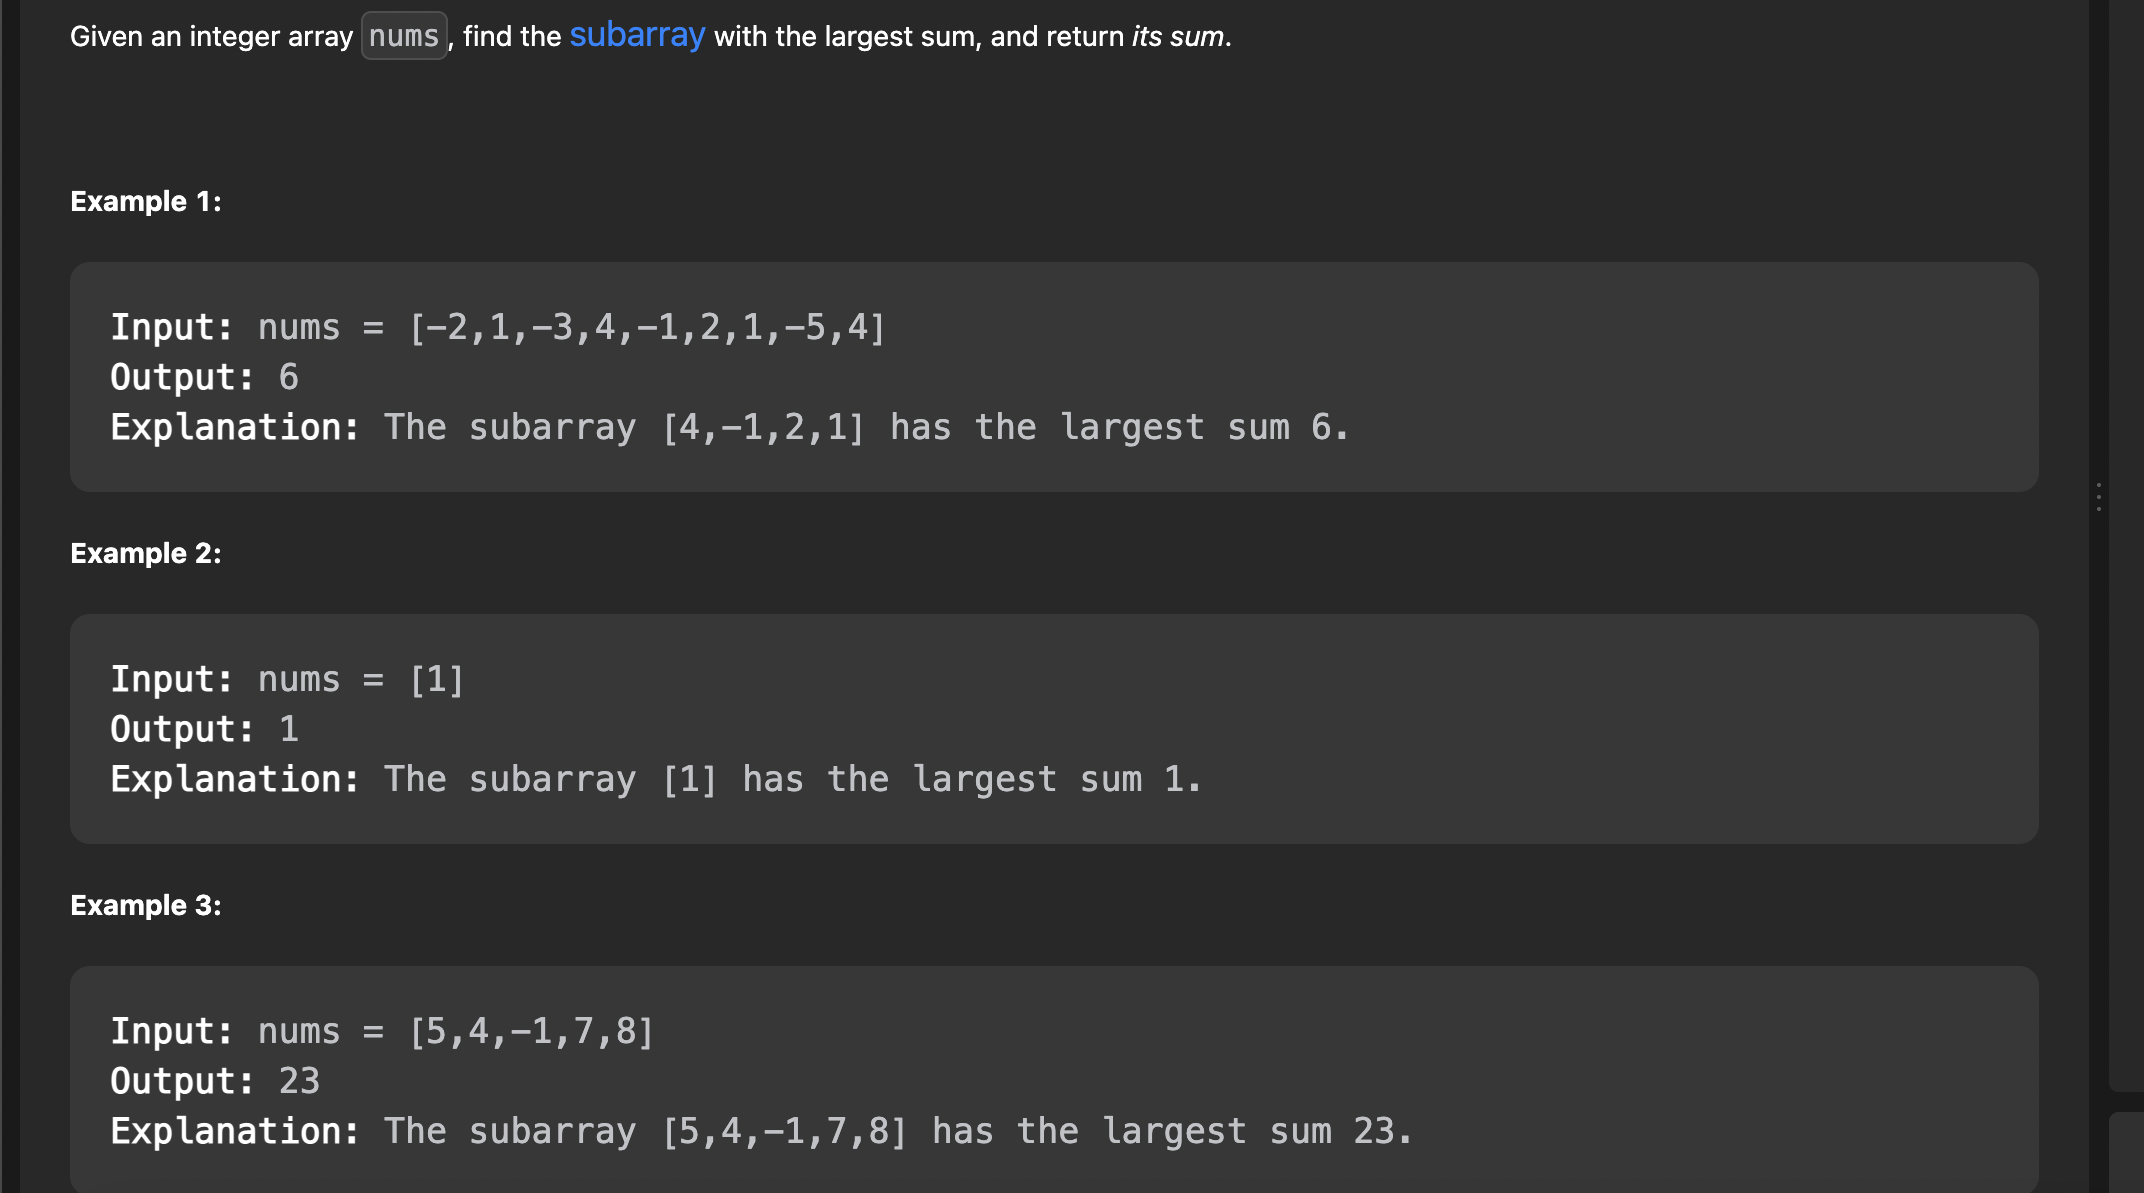 Given an integer array nums, find the subarray with the largest sum, and return its sum.
Example 1:
Input: nums = [-2,1,-3,4,-1,2,1,-5,4]
Output: 6
Explanation: The subarray [4,-1,2,1] has the largest sum 6.
Example 2:
Input: nums = [1]
Output: 1
Explanation: The subarray [1] has the largest sum 1.
Example 3:
Input: nums = [5,4,-1,7,8]
Output: 23
Explanation: The subarray [5,4,-1,7,8] has the largest sum 23.